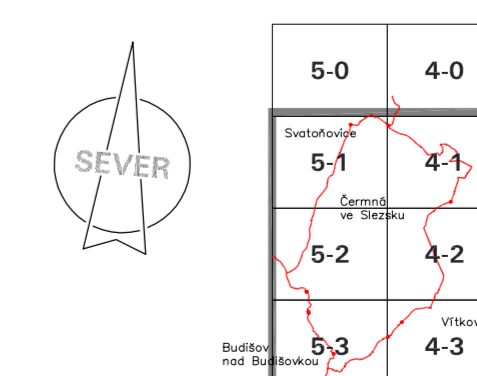 5-0 4-0
Svatoňovice
SEVER 5-1 4-1
Čermná
ve Slezsku
5-2 4-2
Vítkov
Budišov 5-3 4-3
nad Budišovkou